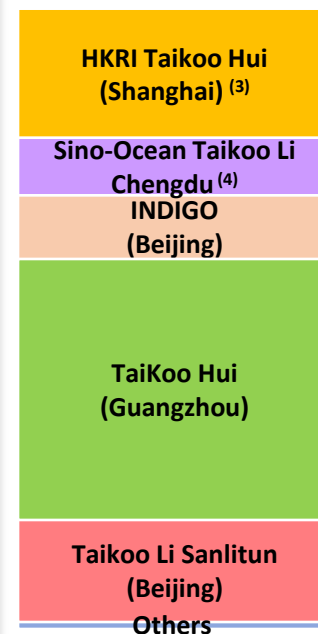 HKRI Taikoo Hui
(Shanghai) (3)
Sino-Ocean Taikoo Li
Chengdu (4)
INDIGO
(Beijing)
TaiKoo Hui
(Guangzhou)
Taikoo Li Sanlitun
(Beijing)
Others